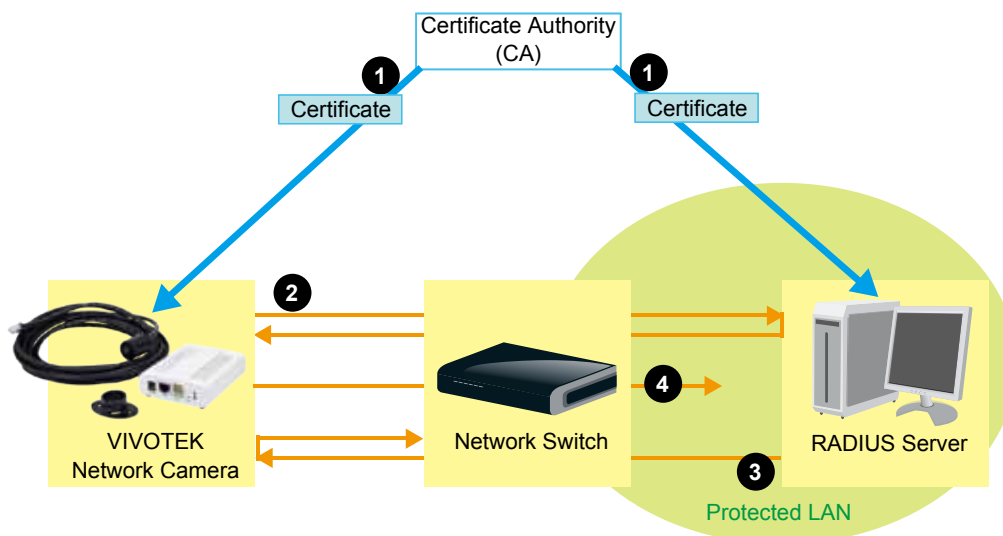 Certificate Authority
(CA)
1
1
Certificate
Certificate
2
4
VIVOTEK
Network Camera
Network Switch
RADIUS Server
3
Protected LAN